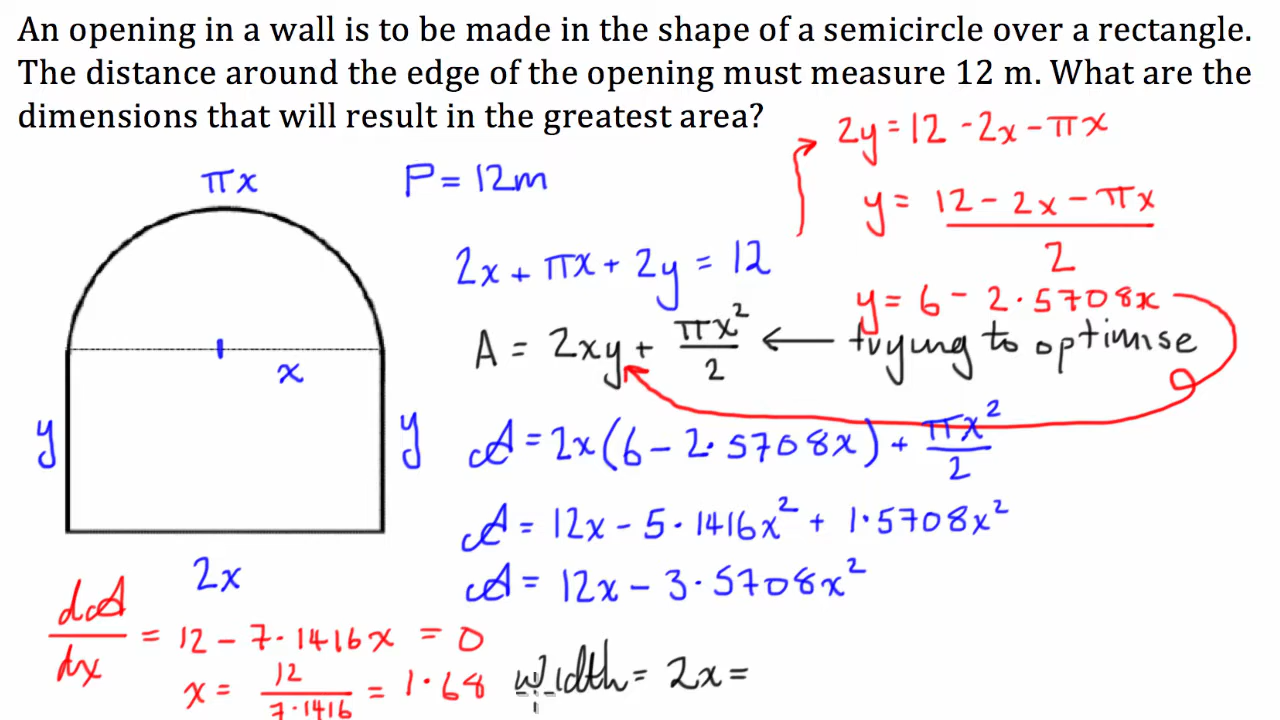 An opening in a wall is to be made in the shape of a semicircle over a rectangle.
The distance around the edge of the opening must measure 12 m. What are the
dimensions that will result in the greatest area?
2y = 12 - 2x - πx
πx
P = 12m
y = (12 - 2x - πx)/2
2x + πx + 2y = 12
y = 6 - 2·5708x
A = 2xy + πx²/2 ← trying to optimise
x
y
y
A = 2x(6 - 2·5708x) + πx²/2
A = 12x - 5·1416x² + 1·5708x²
2x
A = 12x - 3·5708x²
dA/dx = 12 - 7·1416x = 0
x = 12/7·1416 = 1·68
width = 2x =